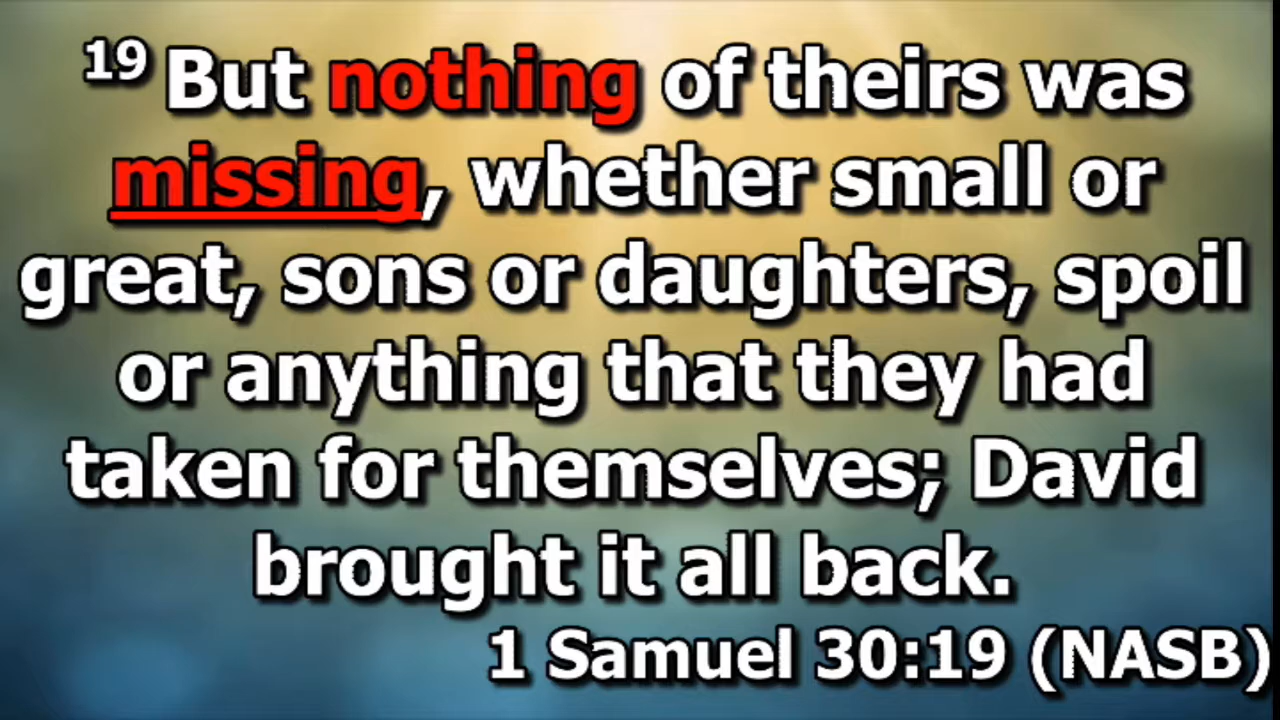 19 But nothing of theirs was
missing, whether small or
great, sons or daughters, spoil
or anything that they had
taken for themselves; David
brought it all back.
1 Samuel 30:19 (NASB)